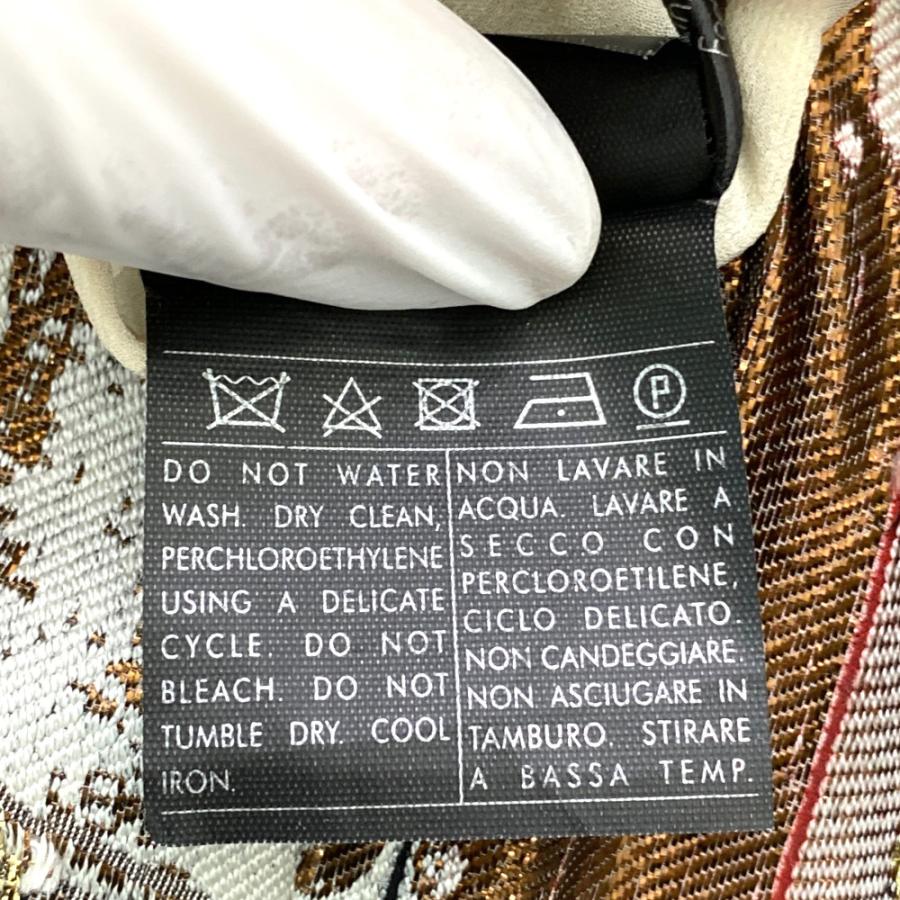 P
DO NOT WATER
WASH. DRY CLEAN,
PERCHLOROETHYLENE
USING A DELICATE
CYCLE. DO NOT
BLEACH. DO NOT
TUMBLE DRY. COOL
IRON.
NON LAVARE IN
ACQUA. LAVARE A
SECCO CON
PERCLOROETILENE,
CICLO DELICATO.
NON CANDEGGIARE.
NON ASCIUGARE IN
TAMBURO. STIRARE
A BASSA TEMP.